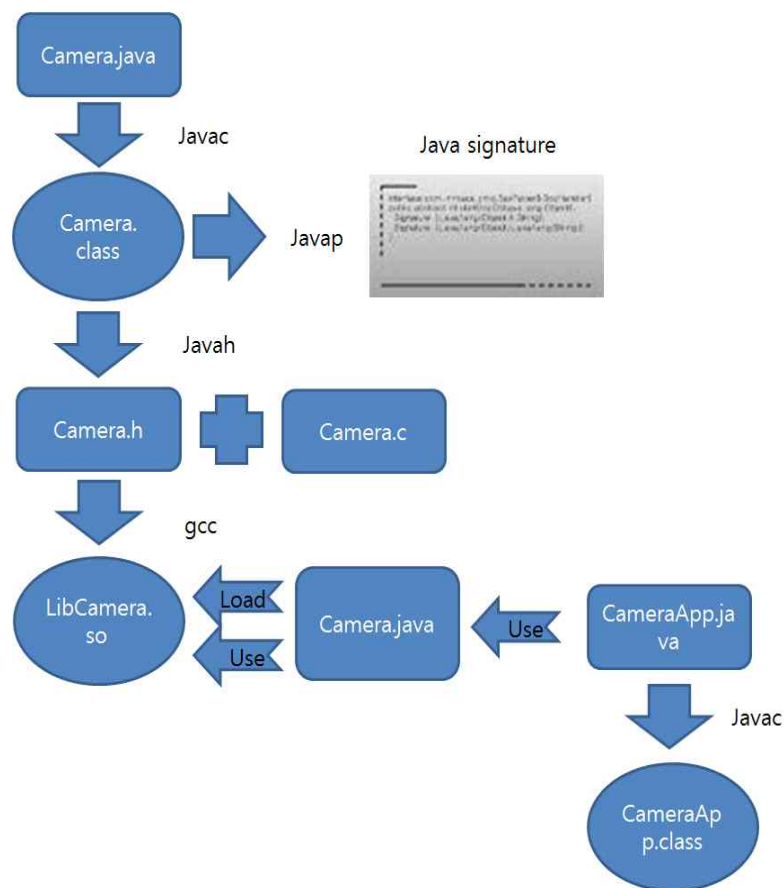 Camera.java
Javac
Java signature
Camera.
class
Javap
Javah
Camera.h
Camera.c
gcc
LibCamera.
so
Load
Use
Camera.java
Use
CameraApp.ja
va
Javac
CameraAp
p.class